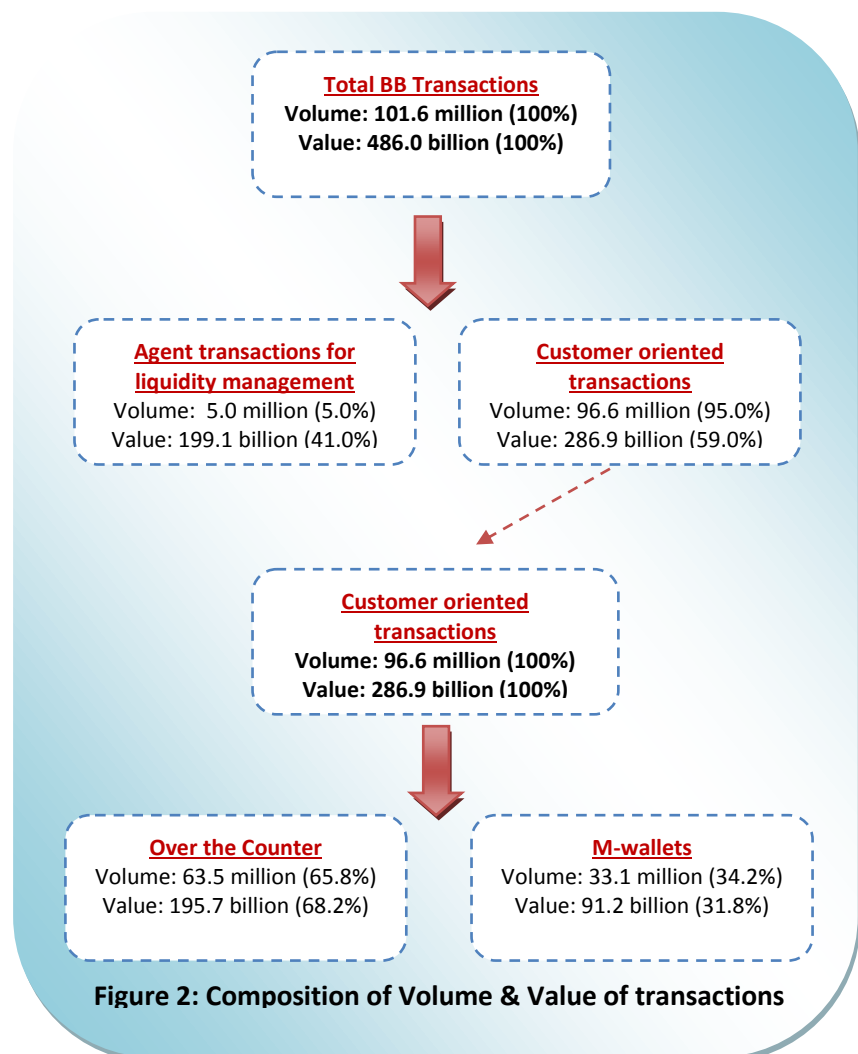 Total BB Transactions
Volume: 101.6 million (100%)
Value: 486.0 billion (100%)
Agent transactions for
liquidity management
Volume:  5.0 million (5.0%)
Value: 199.1 billion (41.0%)
Customer oriented
transactions
Volume: 96.6 million (95.0%)
Value: 286.9 billion (59.0%)
Customer oriented
transactions
Volume: 96.6 million (100%)
Value: 286.9 billion (100%)
Over the Counter
Volume: 63.5 million (65.8%)
Value: 195.7 billion (68.2%)
M-wallets
Volume: 33.1 million (34.2%)
Value: 91.2 billion (31.8%)
Figure 2: Composition of Volume & Value of transactions